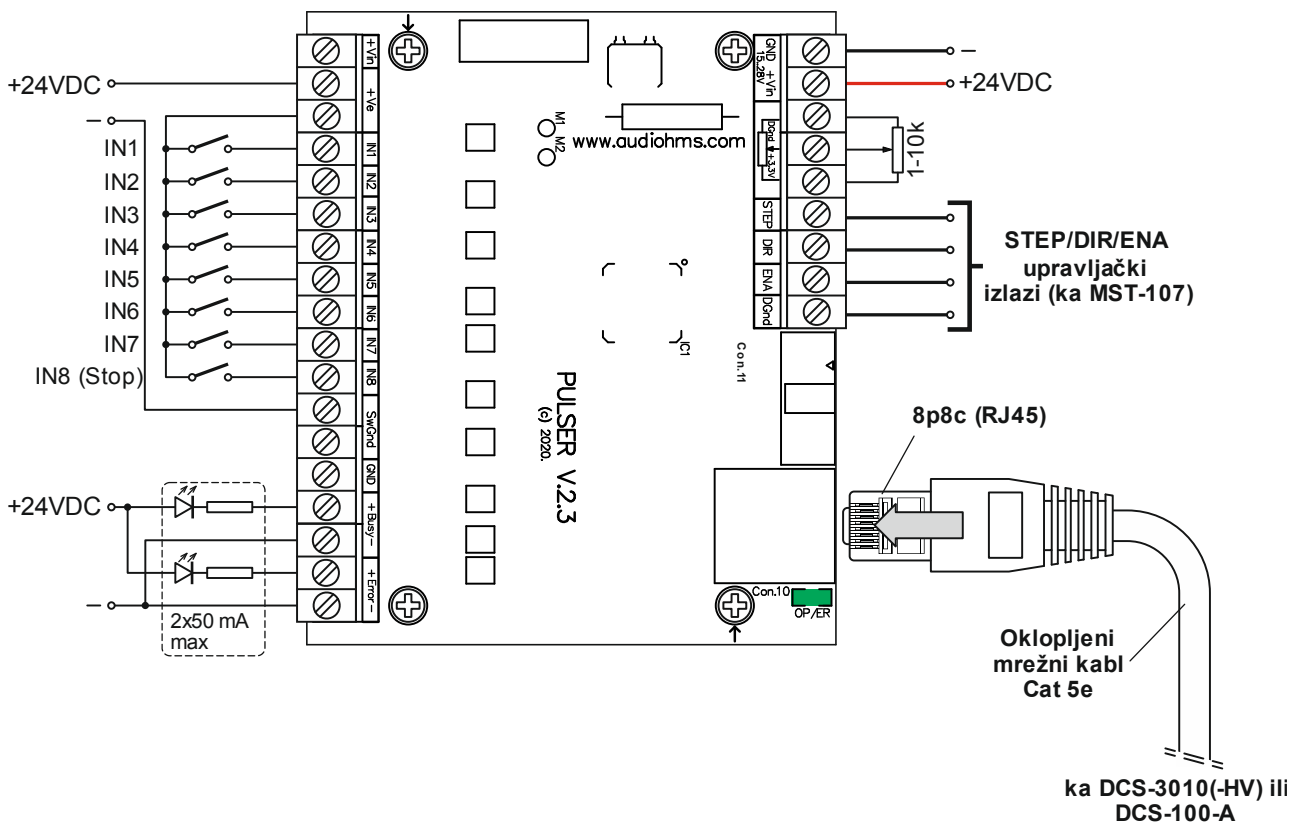 +24VDC
–
IN1
IN2
IN3
IN4
IN5
IN6
IN7
IN8 (Stop)
+24VDC
–
2x50 mA
max
+Vin
+Ve
IN1
IN2
IN3
IN4
IN5
IN6
IN7
IN8
SwGnd
GND
+Busy–
+Error–
M1
M2
www.audiohms.com
IC1
PULSER V.2.3
(c) 2020.
Con.11
Con.10
OP/ER
GND +Vin
15..28V
DGnd
+3.3V
STEP
DIR
ENA
DGnd
–
+24VDC
1-10k
STEP/DIR/ENA
upravljački
izlazi (ka MST-107)
8p8c (RJ45)
Oklopljeni
mrežni kabl
Cat 5e
ka DCS-3010(-HV) ili
DCS-100-A